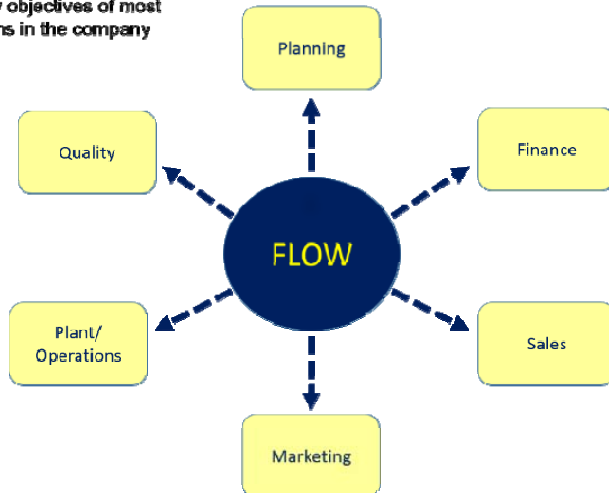 objectives of most
in the company
Planning
Quality
Finance
FLOW
Plant/
Operations
Sales
Marketing